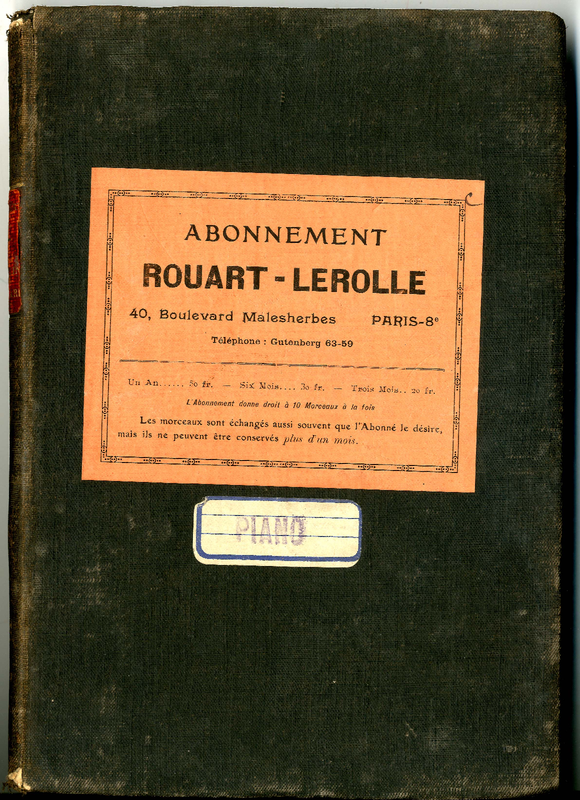 ABONNEMENT
ROUART - LEROLLE
40, Boulevard Malesherbes PARIS-8e
Téléphone : Gutenberg 63-59
Un An...... 50 fr. — Six Mois.... 30 fr. — Trois Mois.. 20 fr.
L'Abonnement donne droit à 10 Morceaux à la fois
Les morceaux sont échangés aussi souvent que l'Abonné le désire,
mais ils ne peuvent être conservés plus d'un mois.
PIANO